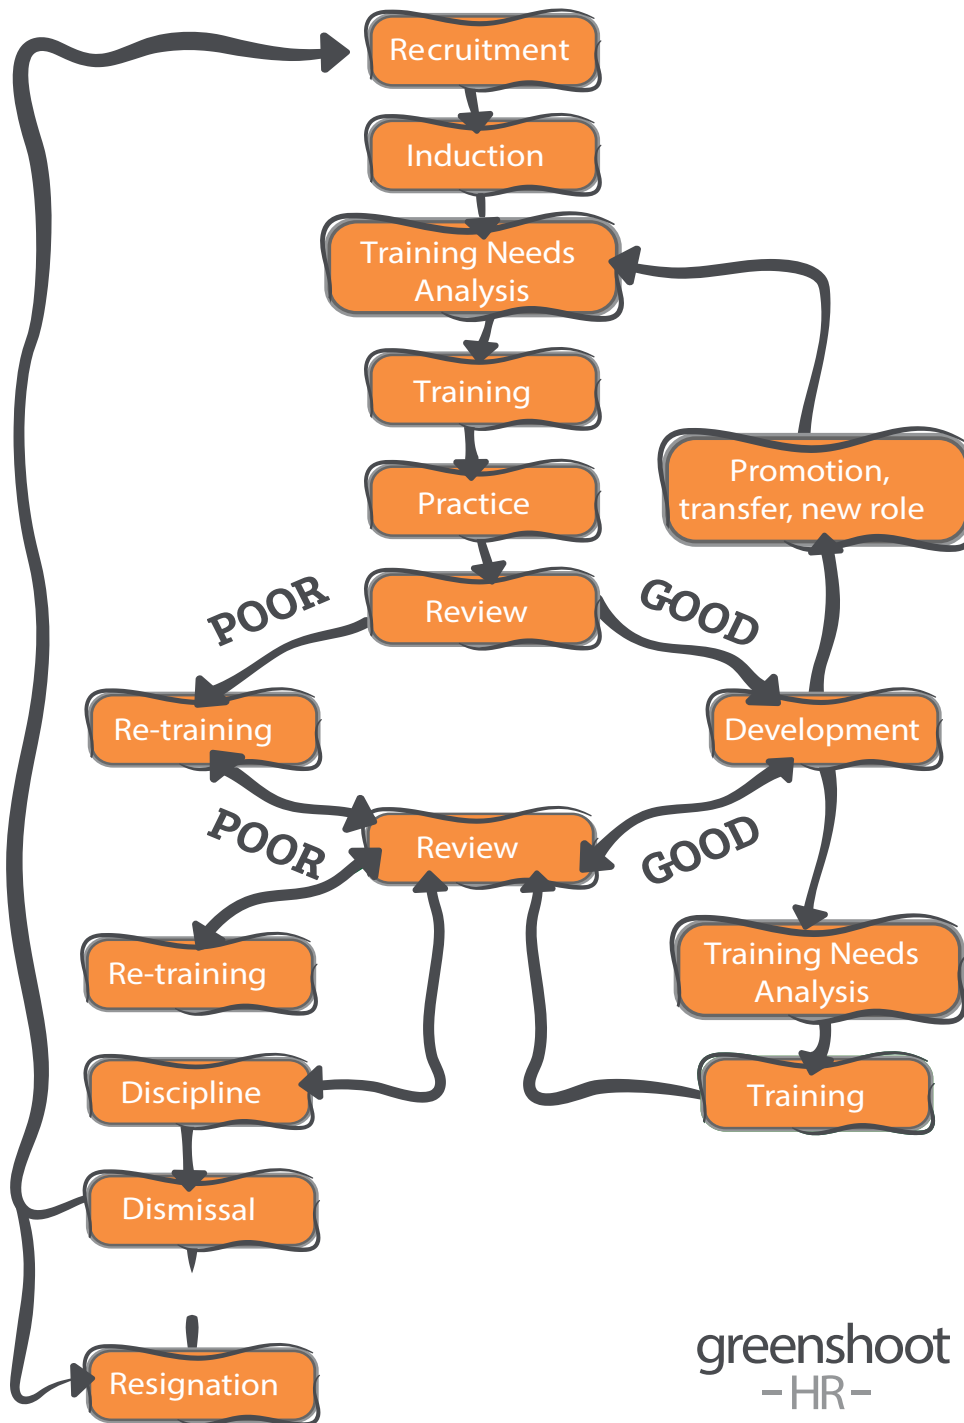 Recruitment
Induction
Training Needs
Analysis
Training
Promotion,
transfer, new role
Practice
POOR
GOOD
Review
Re-training
Development
POOR
Review
GOOD
Training Needs
Analysis
Re-training
Discipline
Training
Dismissal
Resignation
greenshoot
-HR-